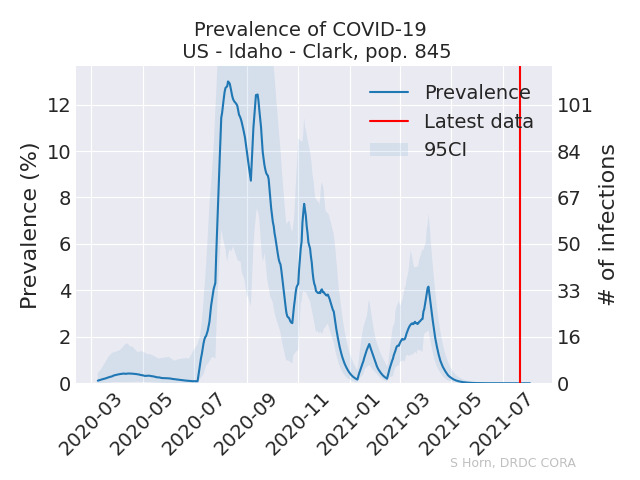 Prevalence of COVID-19
US - Idaho - Clark, pop. 845
Prevalence (%)
12
10
8
6
4
2
0
Prevalence
Latest data
95CI
101
84
67
50
33
16
0
# of infections
2020-03
2020-05
2020-07
2020-09
2020-11
2021-01
2021-03
2021-05
2021-07
S Horn, DRDC CORA